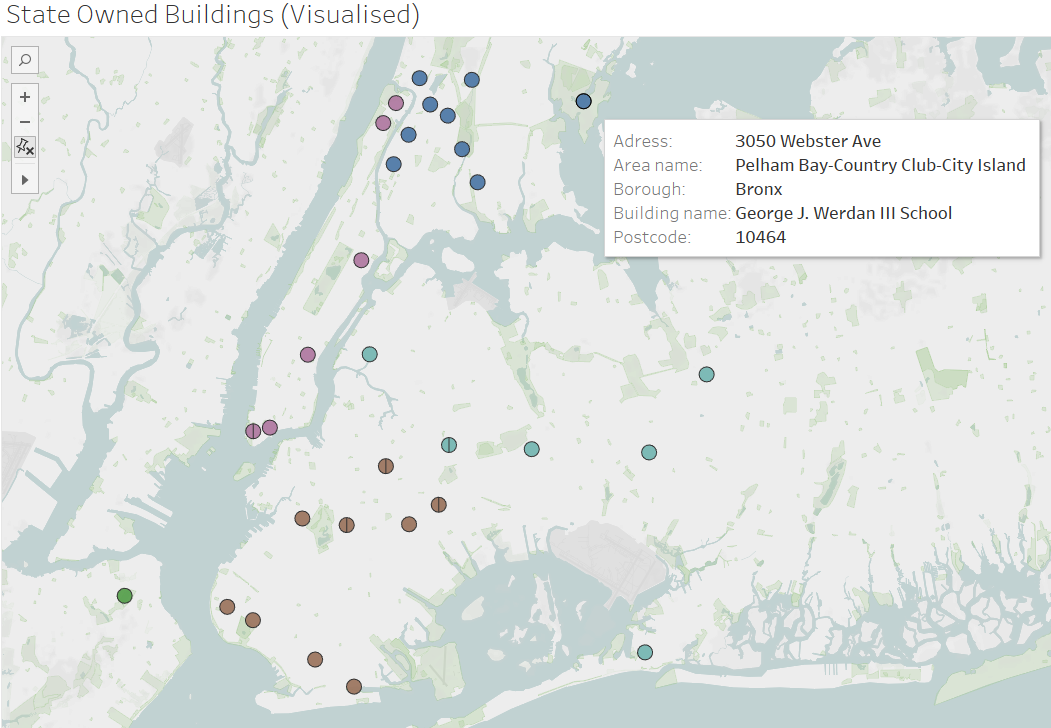 State Owned Buildings (Visualised)
Adress: 3050 Webster Ave
Area name: Pelham Bay-Country Club-City Island
Borough: Bronx
Building name: George J. Werdan III School
Postcode: 10464